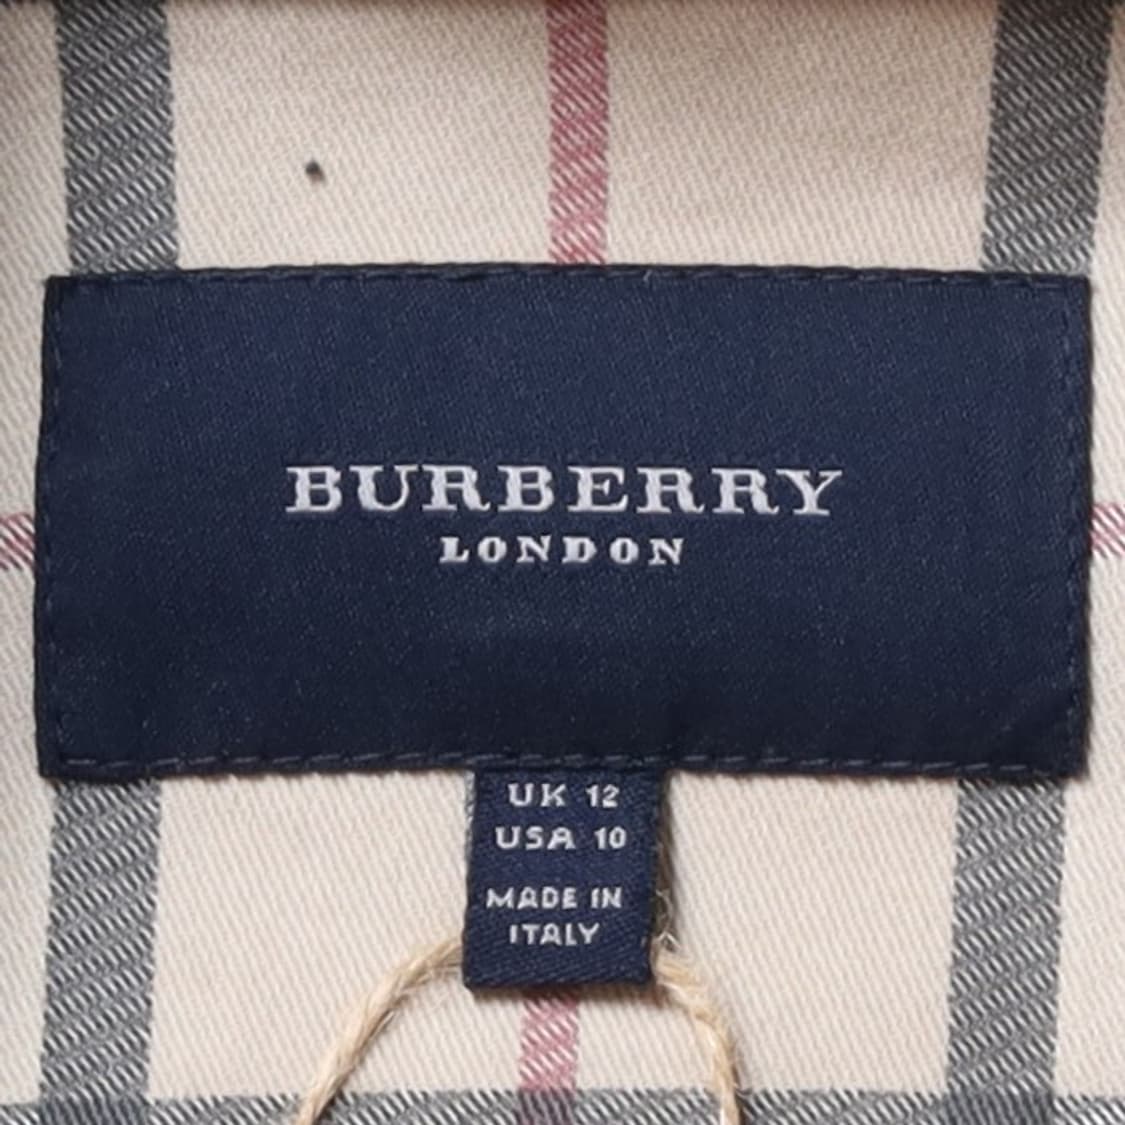 BURBERRY
LONDON
UK 12
USA 10
MADE IN
ITALY